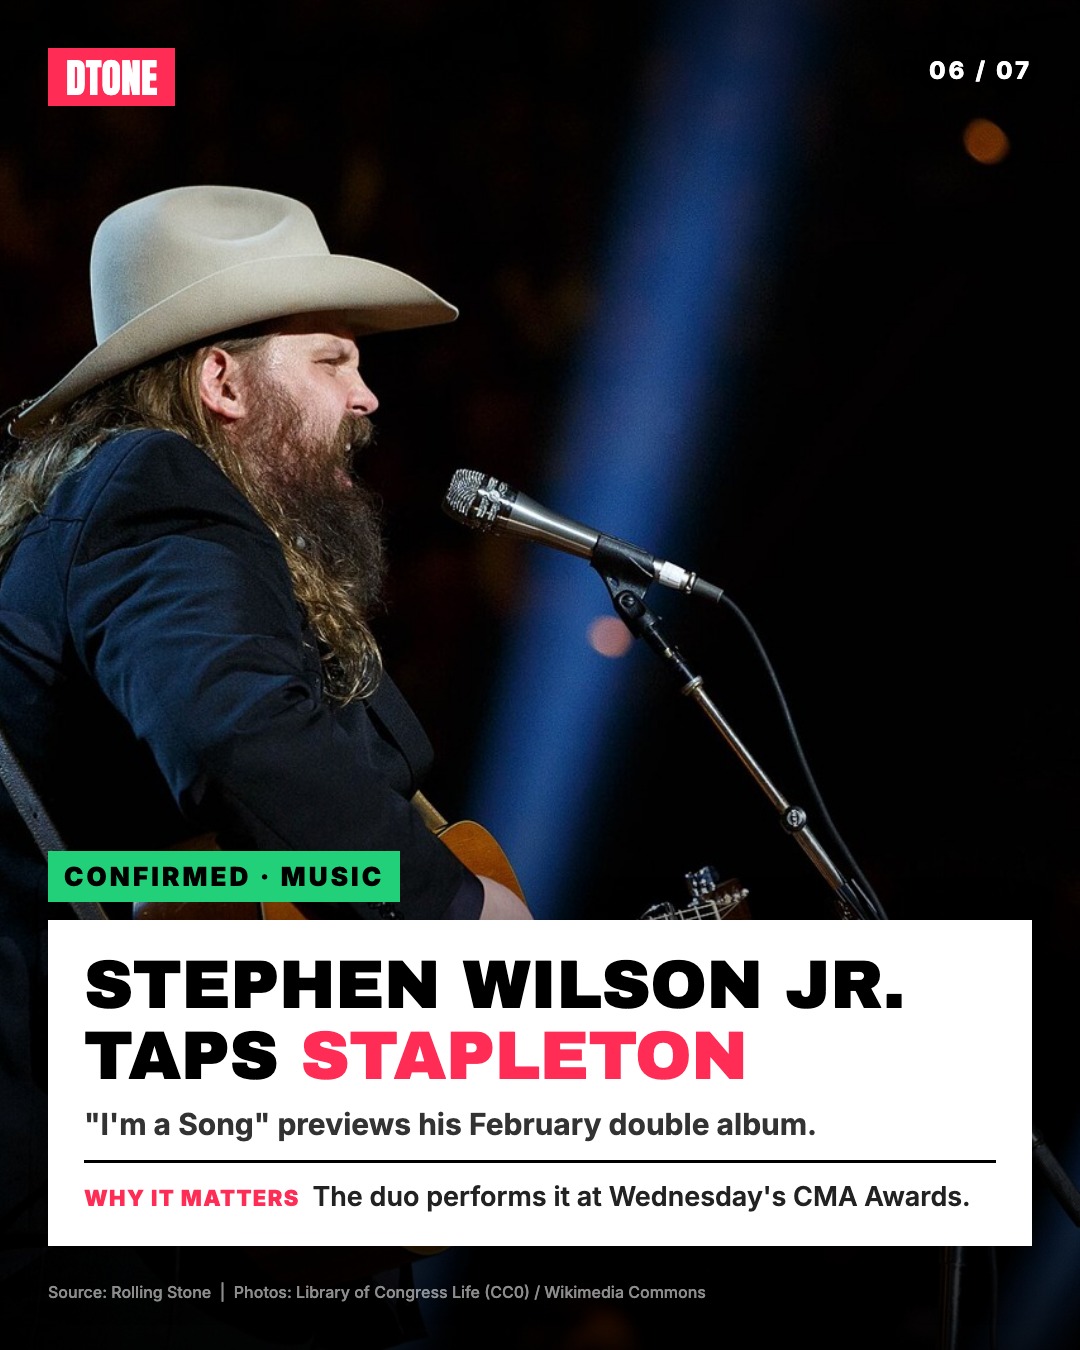 DTONE
06 / 07
CONFIRMED · MUSIC
STEPHEN WILSON JR.
TAPS STAPLETON
"I'm a Song" previews his February double album.
WHY IT MATTERS The duo performs it at Wednesday's CMA Awards.
Source: Rolling Stone | Photos: Library of Congress Life (CC0) / Wikimedia Commons